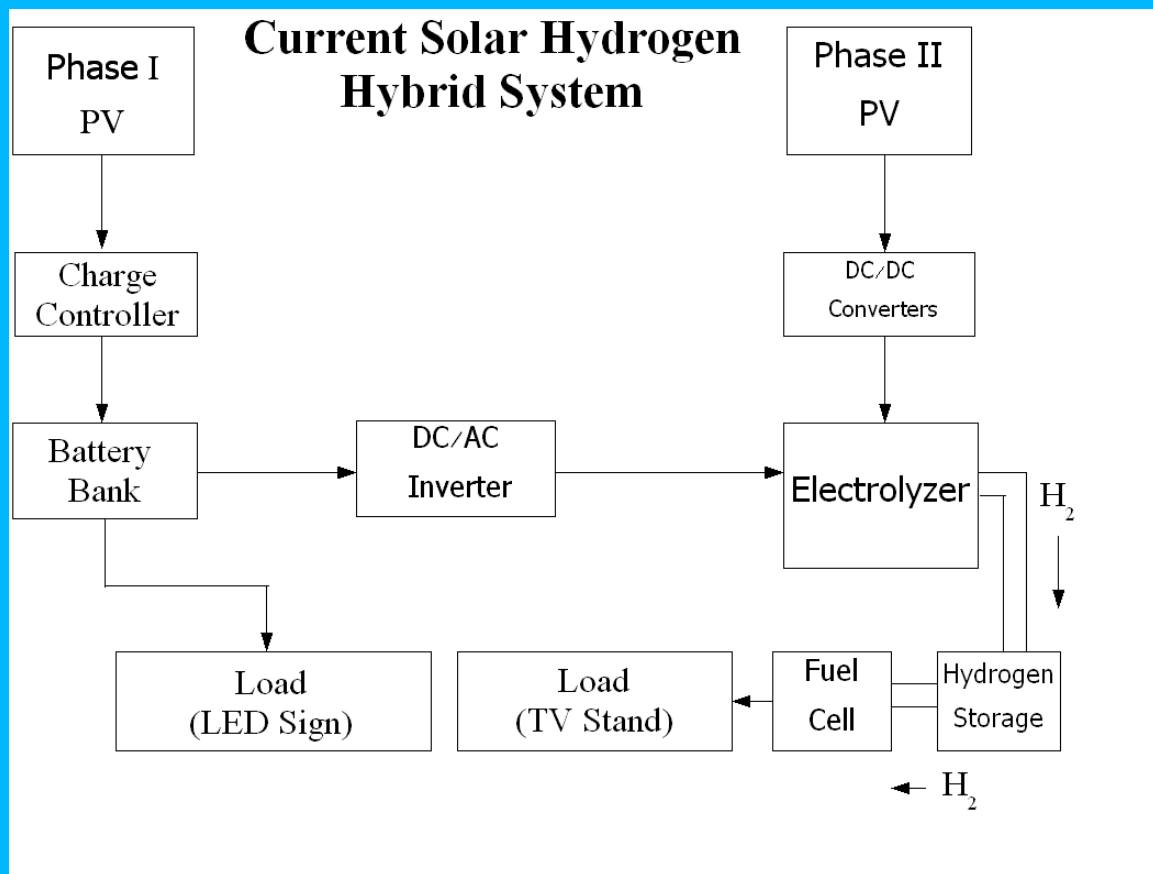 Current Solar Hydrogen
Hybrid System
Phase I
PV
Phase II
PV
Charge
Controller
DC/DC
Converters
Battery
Bank
DC/AC
Inverter
Electrolyzer
H₂
Load
(LED Sign)
Load
(TV Stand)
Fuel
Cell
Hydrogen
Storage
H₂